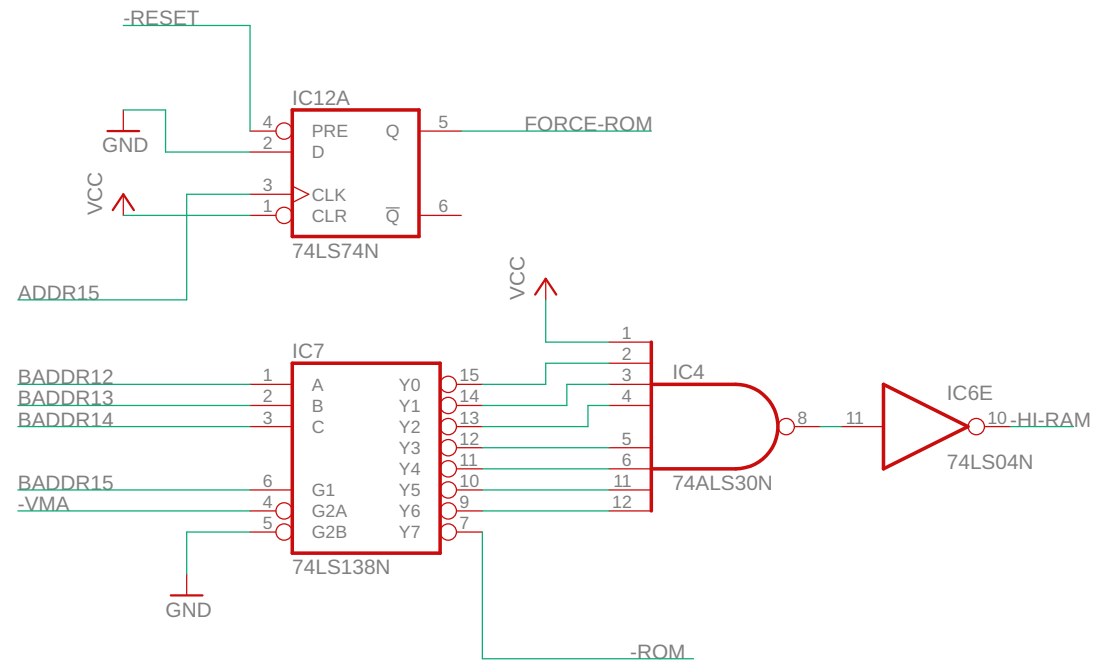 -RESET
IC12A
4 PRE Q 5 FORCE-ROM
GND 2 D
VCC 3 CLK
1 CLR Q 6
74LS74N
ADDR15
VCC
IC7
1
BADDR12 1 A Y0 15 2 IC4
BADDR13 2 B Y1 14 3
BADDR14 3 C Y2 13 4 8 11 IC6E 10 -HI-RAM
Y3 12 5
Y4 11 6 74LS04N
BADDR15 6 G1 Y5 10 11 74ALS30N
-VMA 4 G2A Y6 9 12
5 G2B Y7 7
74LS138N
GND
-ROM